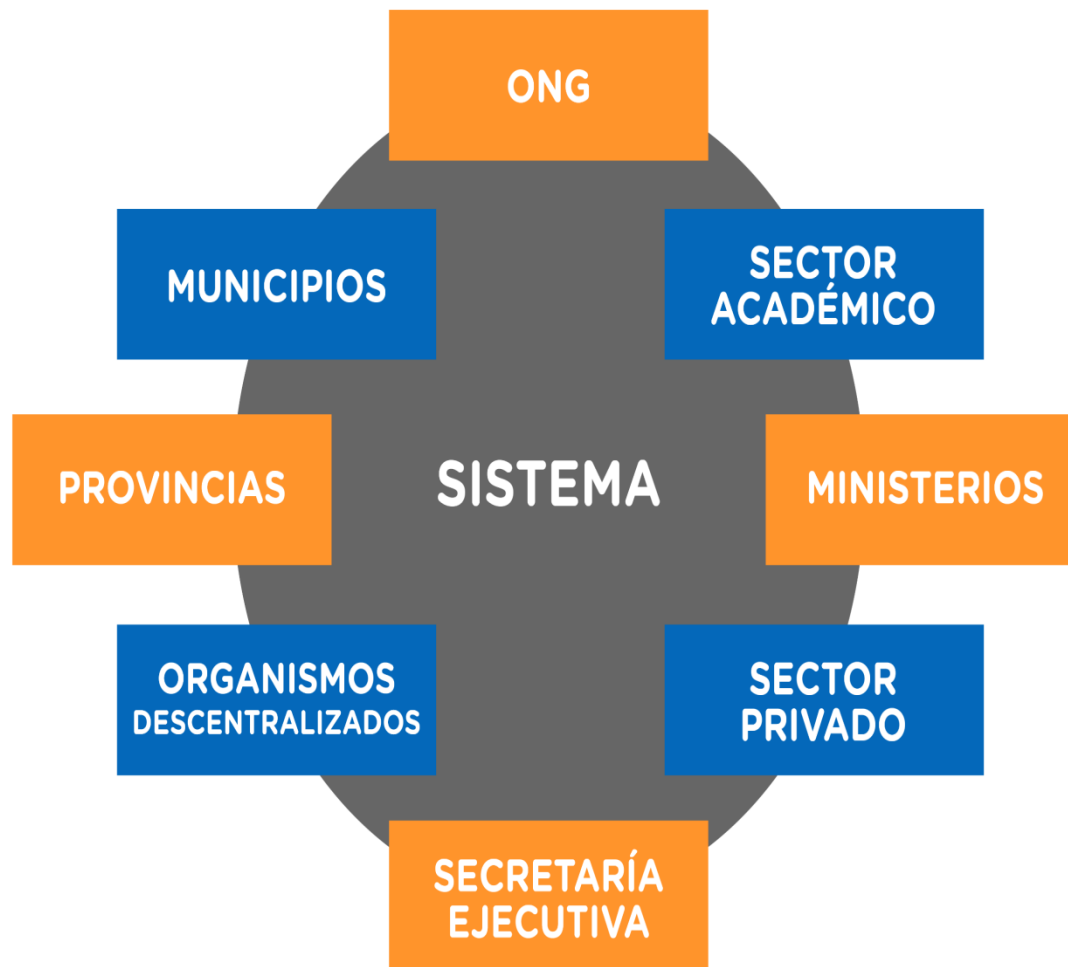 ONG
MUNICIPIOS
SECTOR
ACADÉMICO
PROVINCIAS
SISTEMA
MINISTERIOS
ORGANISMOS
DESCENTRALIZADOS
SECTOR
PRIVADO
SECRETARÍA
EJECUTIVA